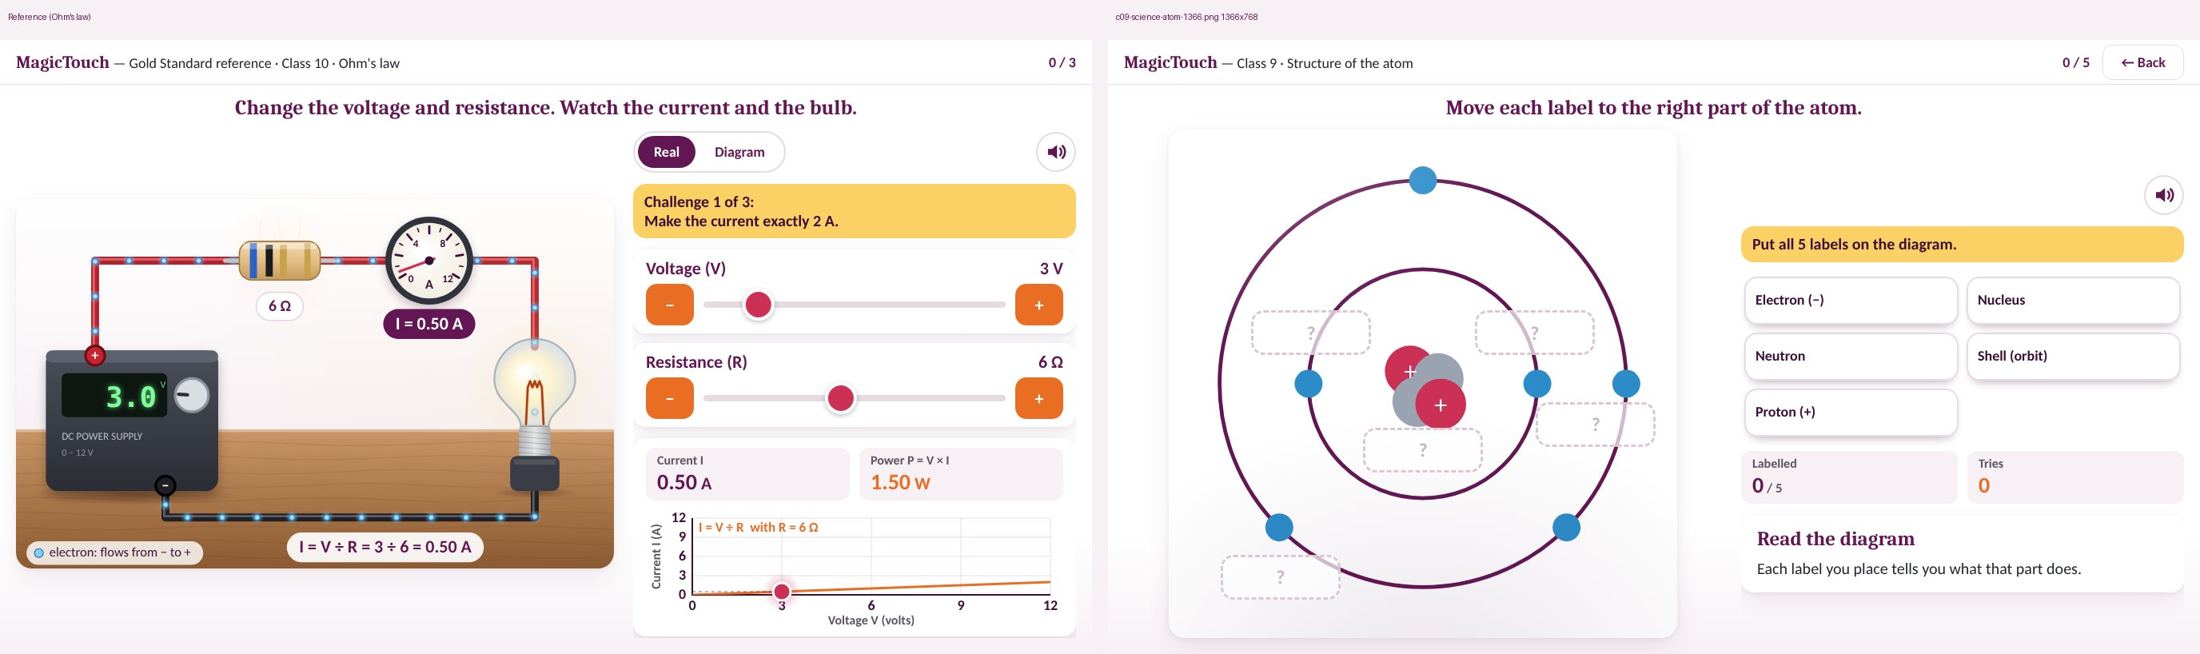 Reference (Ohm's law)
MagicTouch — Gold Standard reference · Class 10 · Ohm's law
0 / 3
Change the voltage and resistance. Watch the current and the bulb.
Real
Diagram
Challenge 1 of 3:
Make the current exactly 2 A.
Voltage (V)
3 V
−
+
Resistance (R)
6 Ω
−
+
Current I
0.50 A
Power P = V × I
1.50 W
I = V ÷ R with R = 6 Ω
Current I (A)
12
9
6
3
0
0
3
6
9
12
Voltage V (volts)
4
8
0
12
A
6 Ω
I = 0.50 A
+
3.0
V
DC POWER SUPPLY
0 – 12 V
−
electron: flows from − to +
I = V ÷ R = 3 ÷ 6 = 0.50 A
c09-science-atom-1366.png 1366x768
MagicTouch — Class 9 · Structure of the atom
0 / 5
← Back
Move each label to the right part of the atom.
?
?
+
+
?
?
?
Put all 5 labels on the diagram.
Electron (−)
Nucleus
Neutron
Shell (orbit)
Proton (+)
Labelled
0 / 5
Tries
0
Read the diagram
Each label you place tells you what that part does.